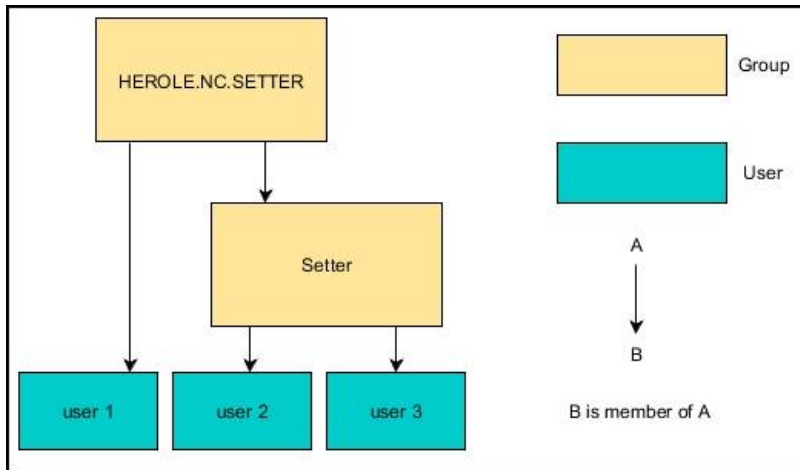 HEROLE.NC.SETTER
Group
User
Setter
A
B
user 1
user 2
user 3
B is member of A